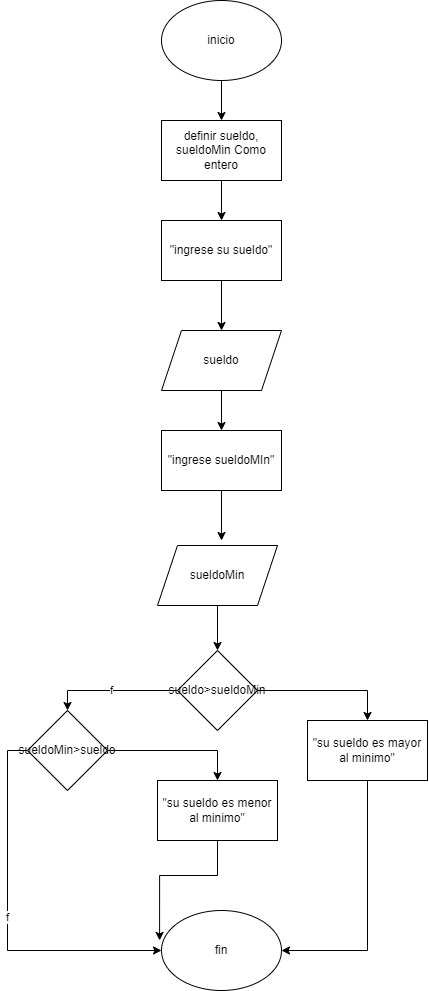 inicio
definir sueldo,
sueldoMin Como
entero
"ingrese su sueldo"
sueldo
"ingrese sueldoMIn"
sueldoMin
f
sueldo>sueldoMin
"su sueldo es mayor
al minimo"
sueldoMin>sueldo
"su sueldo es menor
al minimo"
f
fin